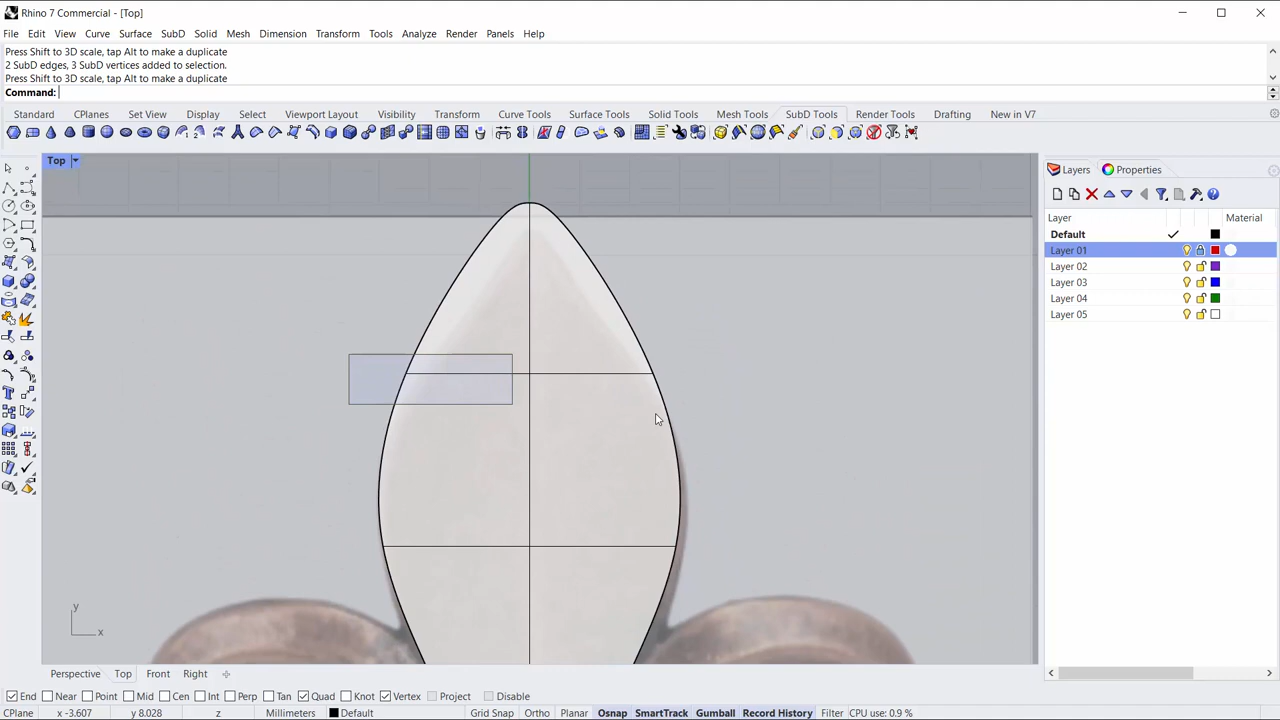 Rhino 7 Commercial - [Top]
File Edit View Curve Surface SubD Solid Mesh Dimension Transform Tools Analyze Render Panels Help
Press Shift to 3D scale, tap Alt to make a duplicate
2 SubD edges, 3 SubD vertices added to selection.
Press Shift to 3D scale, tap Alt to make a duplicate
Command:
Standard CPlanes Set View Display Select Viewport Layout Visibility Transform Curve Tools Surface Tools Solid Tools Mesh Tools SubD Tools Render Tools Drafting New in V7
Top
Layers Properties
Layer Material
Default
Layer 01
Layer 02
Layer 03
Layer 04
Layer 05
y
x
Perspective Top Front Right
End Near Point Mid Cen Int Perp Tan Quad Knot Vertex Project Disable
CPlane x -3.607 y 8.028 z Millimeters Default Grid Snap Ortho Planar Osnap SmartTrack Gumball Record History Filter CPU use: 0.9 %